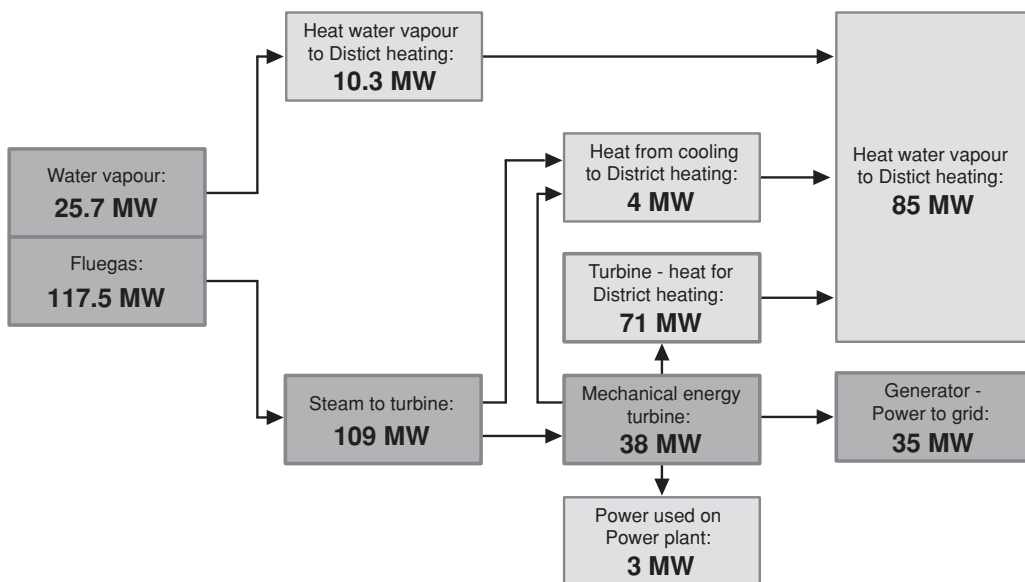 Heat water vapour
to Distict heating:
10.3 MW
Water vapour:
25.7 MW
Fluegas:
117.5 MW
Heat from cooling
to District heating:
4 MW
Heat water vapour
to Distict heating:
85 MW
Turbine - heat for
District heating:
71 MW
Steam to turbine:
109 MW
Mechanical energy
turbine:
38 MW
Generator -
Power to grid:
35 MW
Power used on
Power plant:
3 MW